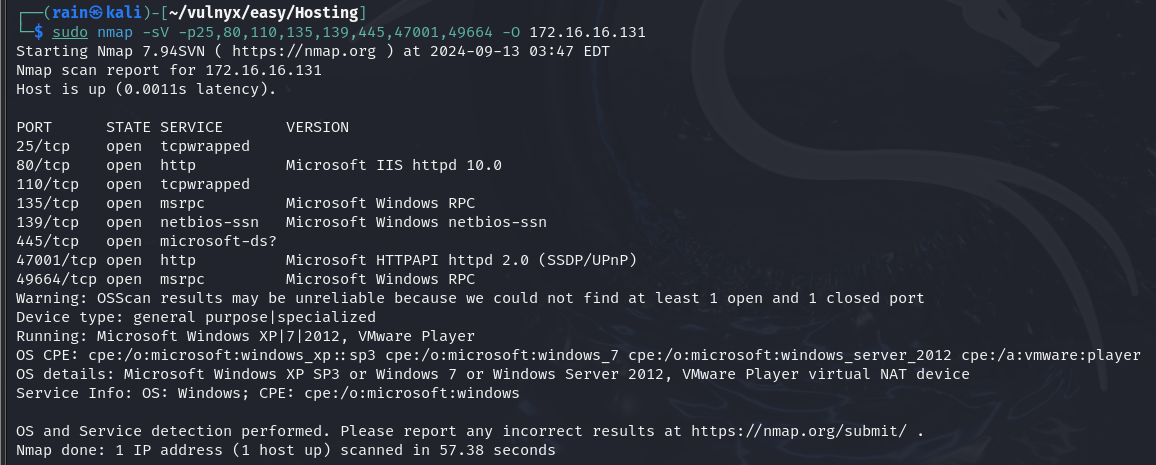 ┌──(rain㉿kali)-[~/vulnyx/easy/Hosting]
└─$ sudo nmap -sV -p25,80,110,135,139,445,47001,49664 -O 172.16.16.131
Starting Nmap 7.94SVN ( https://nmap.org ) at 2024-09-13 03:47 EDT
Nmap scan report for 172.16.16.131
Host is up (0.0011s latency).

PORT      STATE SERVICE       VERSION
25/tcp    open  tcpwrapped
80/tcp    open  http          Microsoft IIS httpd 10.0
110/tcp   open  tcpwrapped
135/tcp   open  msrpc         Microsoft Windows RPC
139/tcp   open  netbios-ssn   Microsoft Windows netbios-ssn
445/tcp   open  microsoft-ds?
47001/tcp open  http          Microsoft HTTPAPI httpd 2.0 (SSDP/UPnP)
49664/tcp open  msrpc         Microsoft Windows RPC
Warning: OSScan results may be unreliable because we could not find at least 1 open and 1 closed port
Device type: general purpose|specialized
Running: Microsoft Windows XP|7|2012, VMware Player
OS CPE: cpe:/o:microsoft:windows_xp::sp3 cpe:/o:microsoft:windows_7 cpe:/o:microsoft:windows_server_2012 cpe:/a:vmware:player
OS details: Microsoft Windows XP SP3 or Windows 7 or Windows Server 2012, VMware Player virtual NAT device
Service Info: OS: Windows; CPE: cpe:/o:microsoft:windows

OS and Service detection performed. Please report any incorrect results at https://nmap.org/submit/ .
Nmap done: 1 IP address (1 host up) scanned in 57.38 seconds